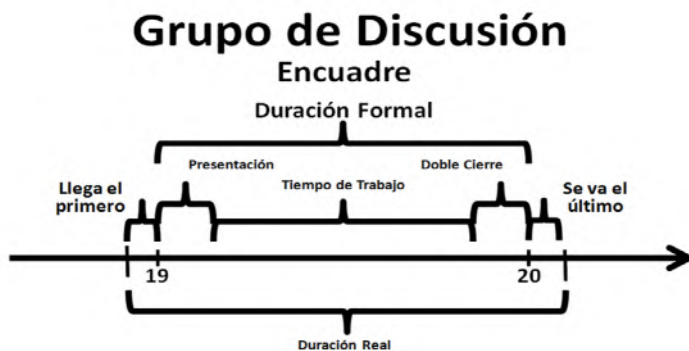 Grupo de Discusión
Encuadre
Duración Formal
Presentación
Doble Cierre
Llega el
primero
Tiempo de Trabajo
Se va el
último
19
20
Duración Real